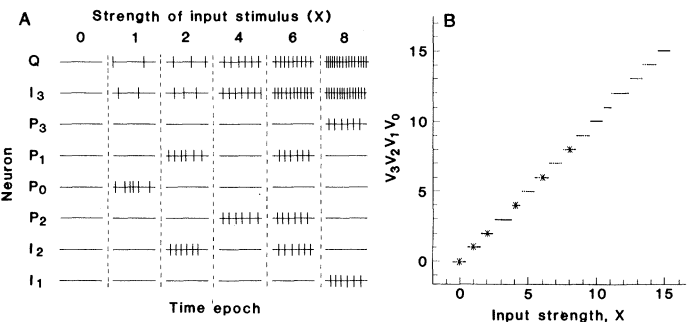 A
Strength of input stimulus (X)
0 1 2 4 6 8
Neuron
Q
I3
P3
P1
P0
P2
I2
I1
Time epoch
B
V3V2V1V0
15
10
5
0
0 5 10 15
Input strength, X